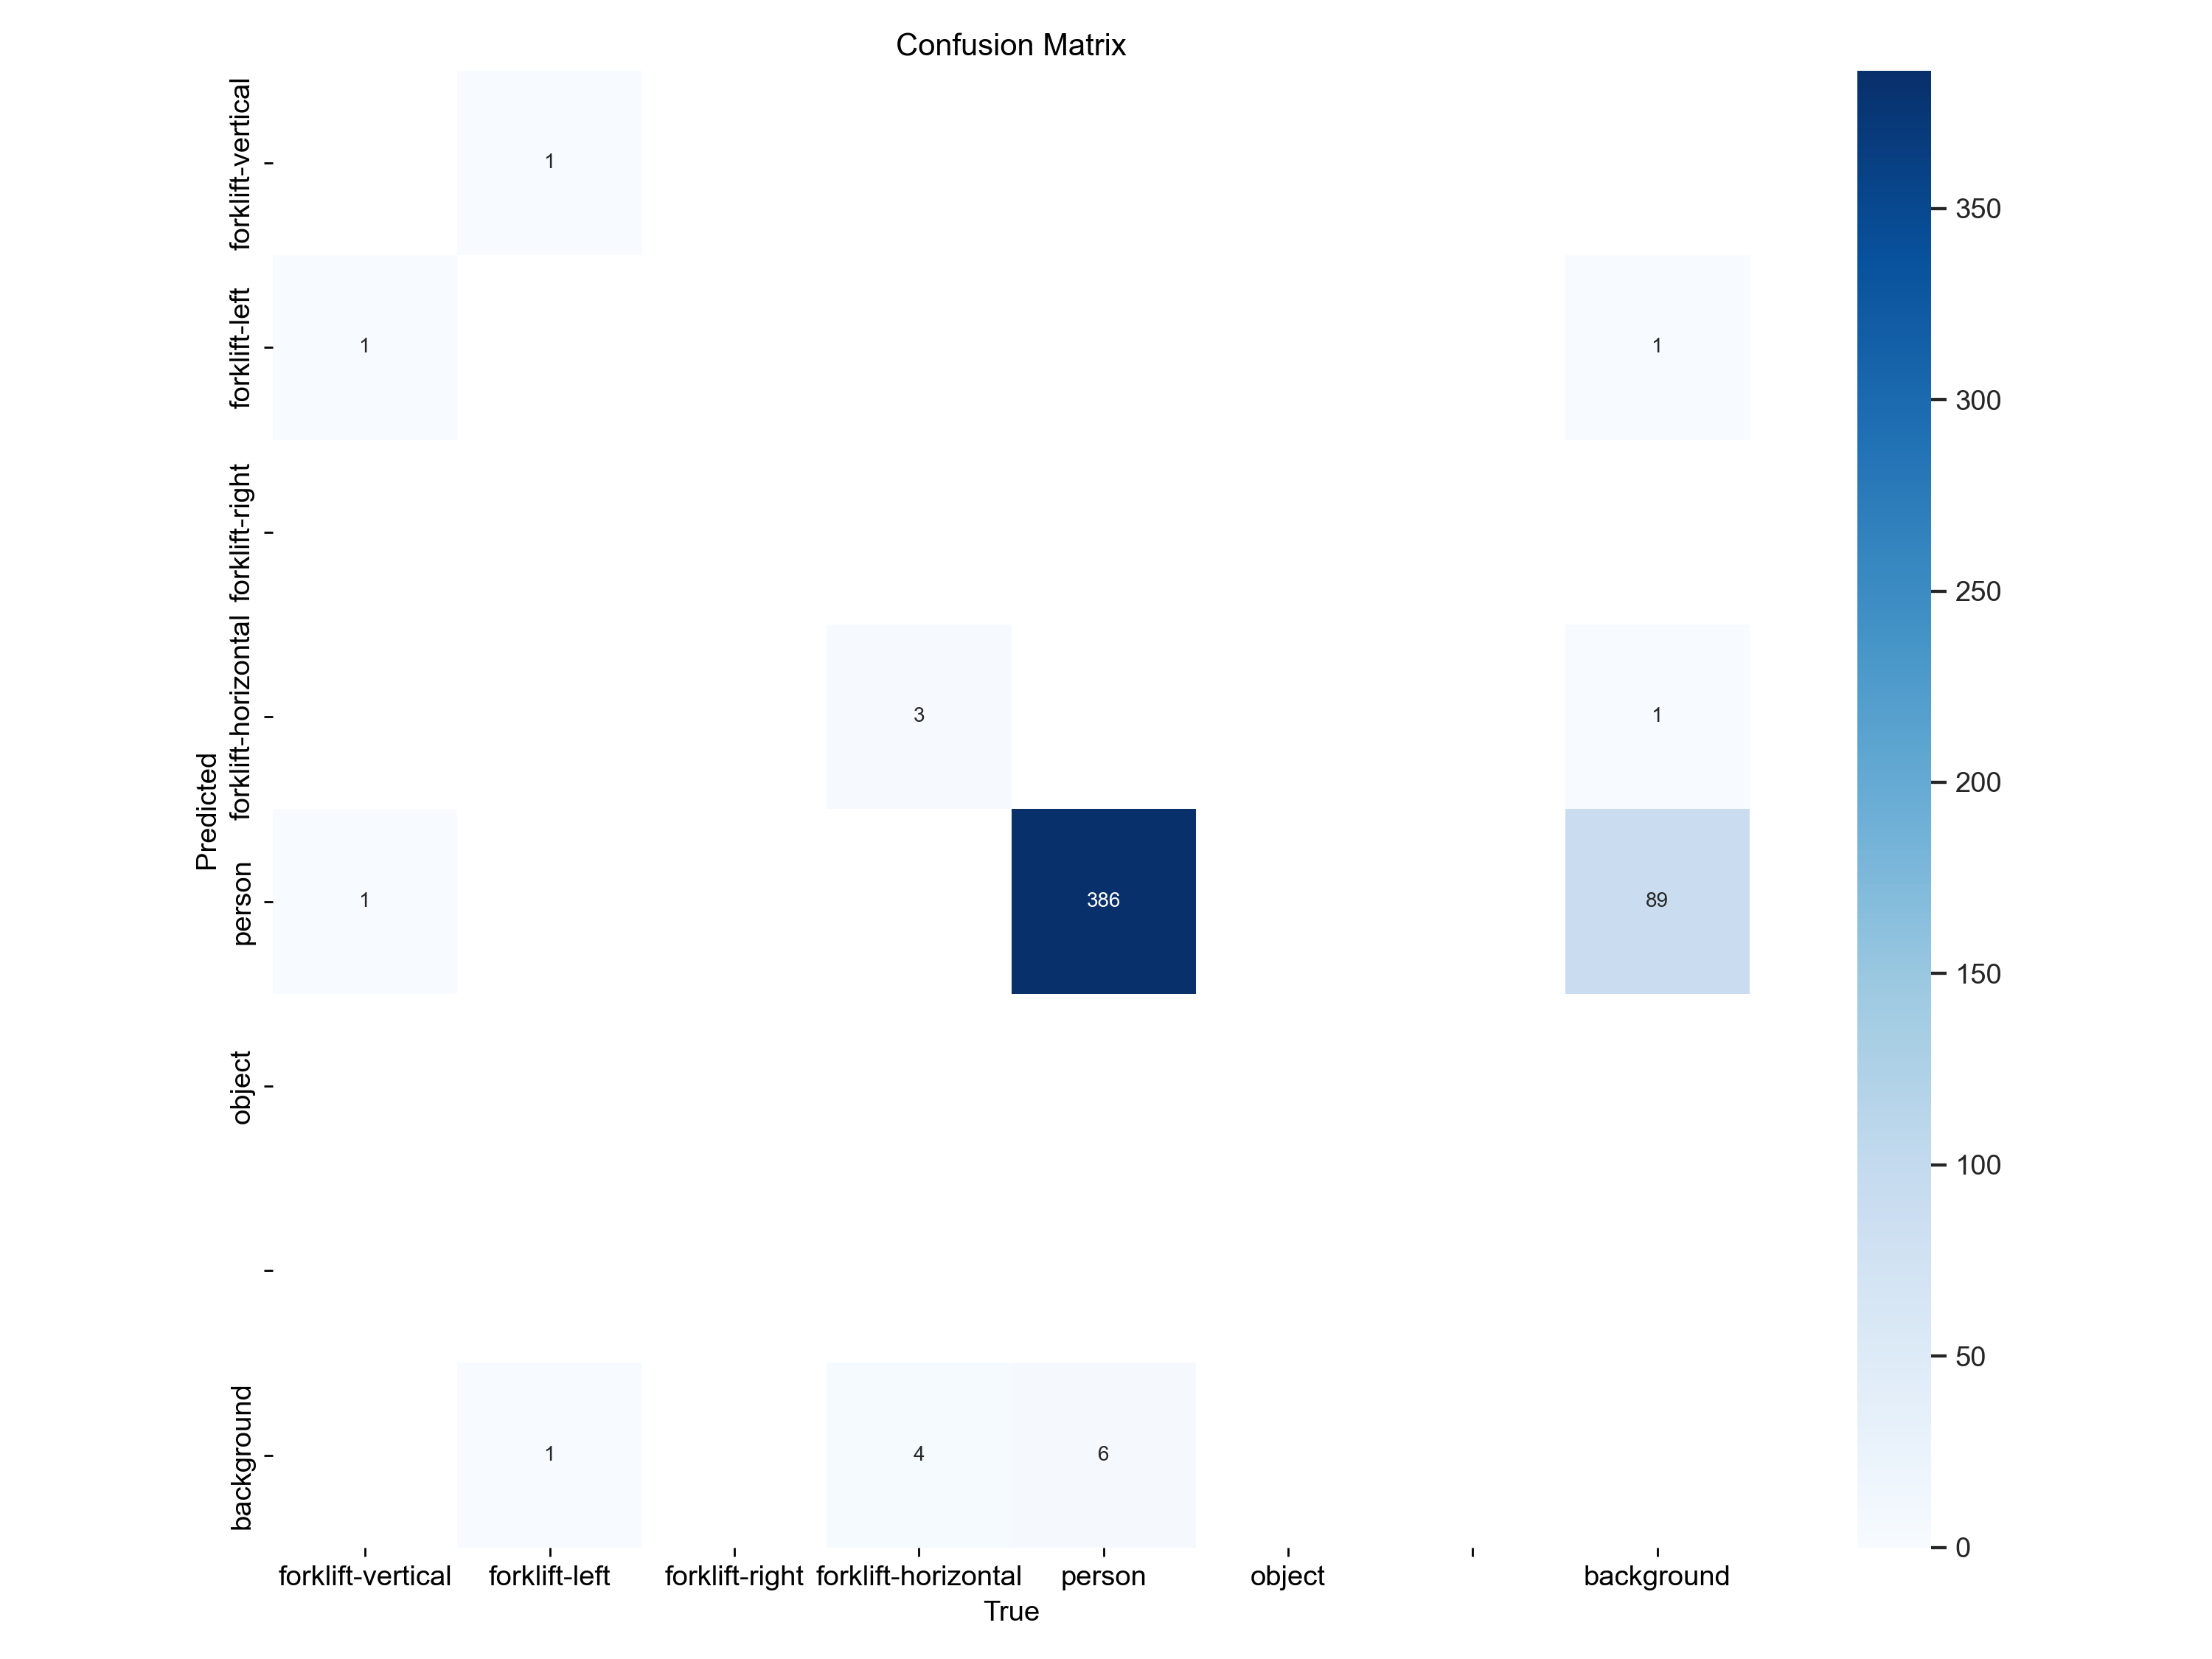 Confusion Matrix
forklift-vertical
1
forklift-left
1
1
forklift-right
forklift-horizontal
3
1
person
1
386
89
object
background
1
4
6
Predicted
forklift-vertical
forklift-left
forklift-right
forklift-horizontal
person
object
background
True
350
300
250
200
150
100
50
0